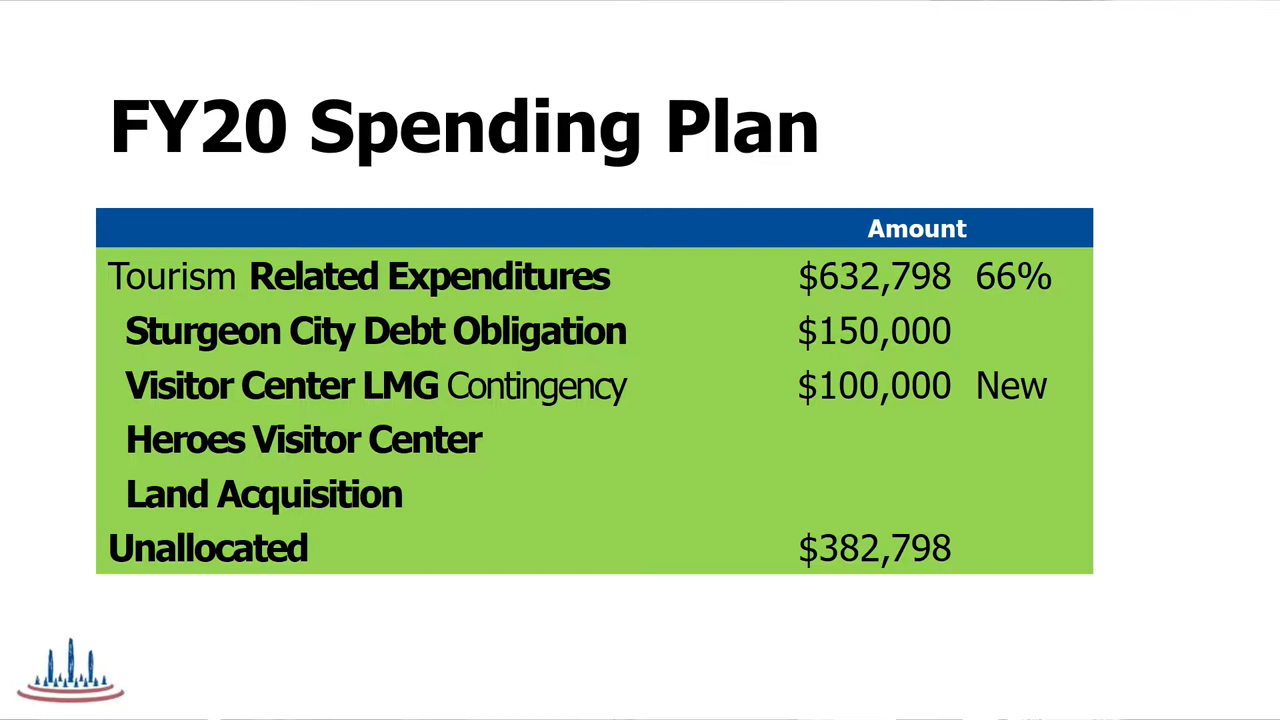 FY20 Spending Plan
Amount
Tourism Related Expenditures $632,798 66%
Sturgeon City Debt Obligation $150,000
Visitor Center LMG Contingency $100,000 New
Heroes Visitor Center
Land Acquisition
Unallocated $382,798